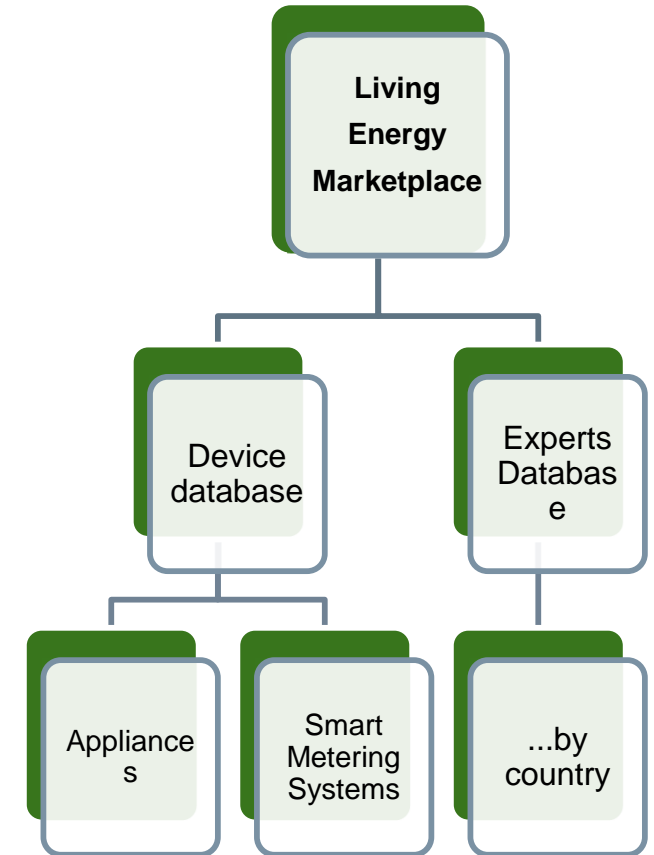 Living
Energy
Marketplace
Device
database
Experts
Databas
e
Appliance
s
Smart
Metering
Systems
...by
country